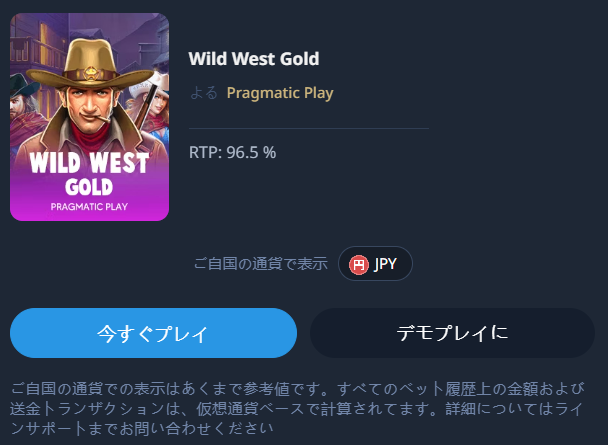 WILD WEST
GOLD
PRAGMATIC PLAY
Wild West Gold
よる Pragmatic Play
RTP: 96.5 %
ご自国の通貨で表示 円 JPY
今すぐプレイ
デモプレイに
ご自国の通貨での表示はあくまで参考値です。すべてのベット履歴上の金額および
送金トランザクションは、仮想通貨ベースで計算されてます。詳細についてはライ
ンサポートまでお問い合わせください